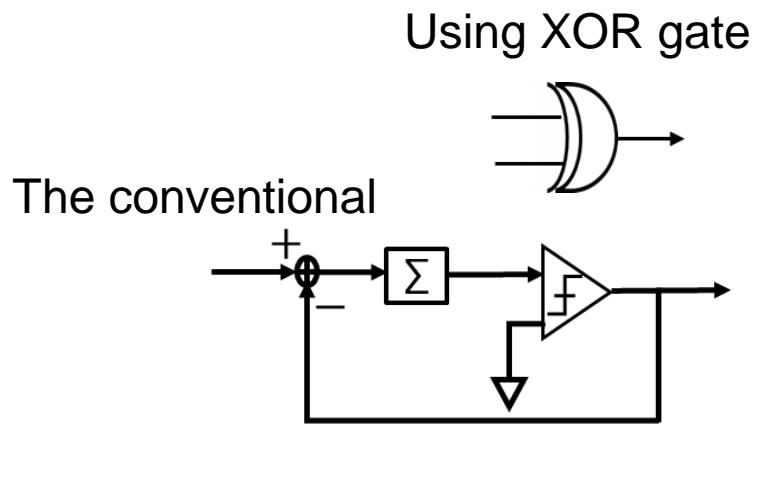 Using XOR gate
The conventional
+
Σ
−